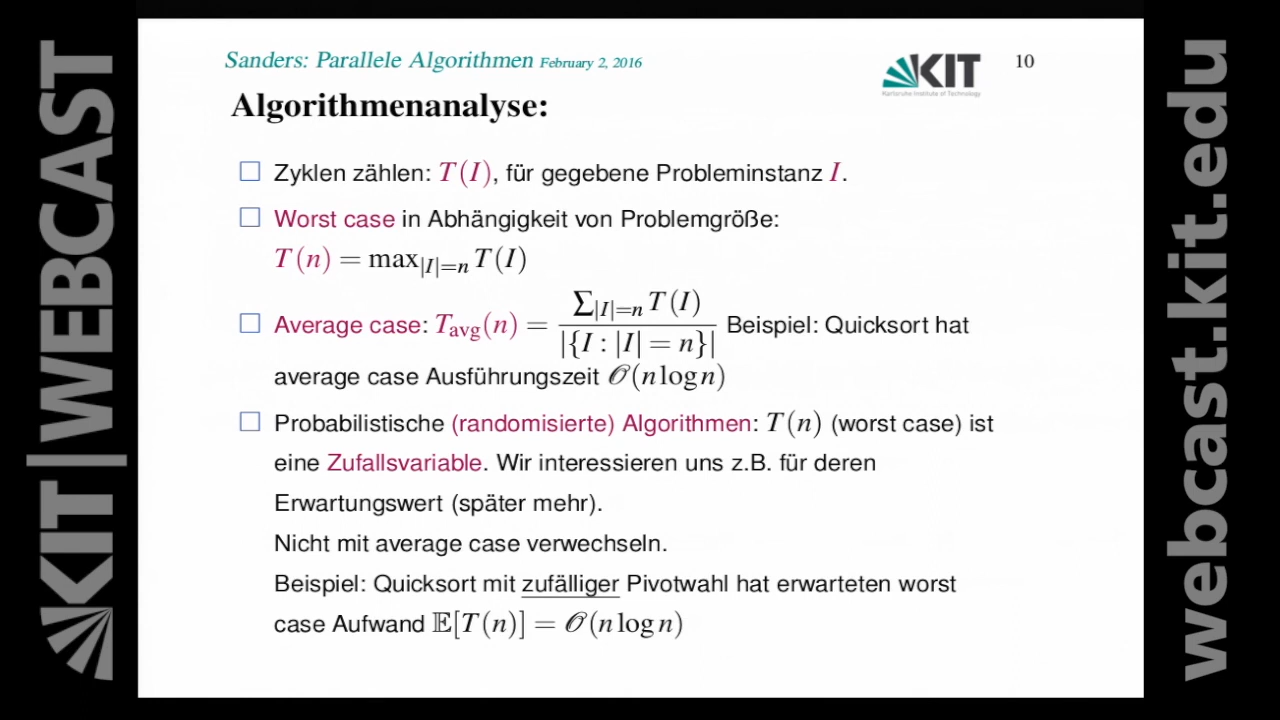 KIT | WEBCAST
Sanders: Parallele Algorithmen February 2, 2016
KIT
Karlsruhe Institute of Technology
10
Algorithmenanalyse:
□ Zyklen zählen: T(I), für gegebene Probleminstanz I.
□ Worst case in Abhängigkeit von Problemgröße:
T(n) = max_{|I|=n} T(I)
□ Average case: T_{avg}(n) = \frac{∑_{|I|=n} T(I)}{|{I : |I| = n}|} Beispiel: Quicksort hat
average case Ausführungszeit 𝒪(n log n)
□ Probabilistische (randomisierte) Algorithmen: T(n) (worst case) ist
eine Zufallsvariable. Wir interessieren uns z.B. für deren
Erwartungswert (später mehr).
Nicht mit average case verwechseln.
Beispiel: Quicksort mit zufälliger Pivotwahl hat erwarteten worst
case Aufwand 𝔼[T(n)] = 𝒪(n log n)
webcast.kit.edu